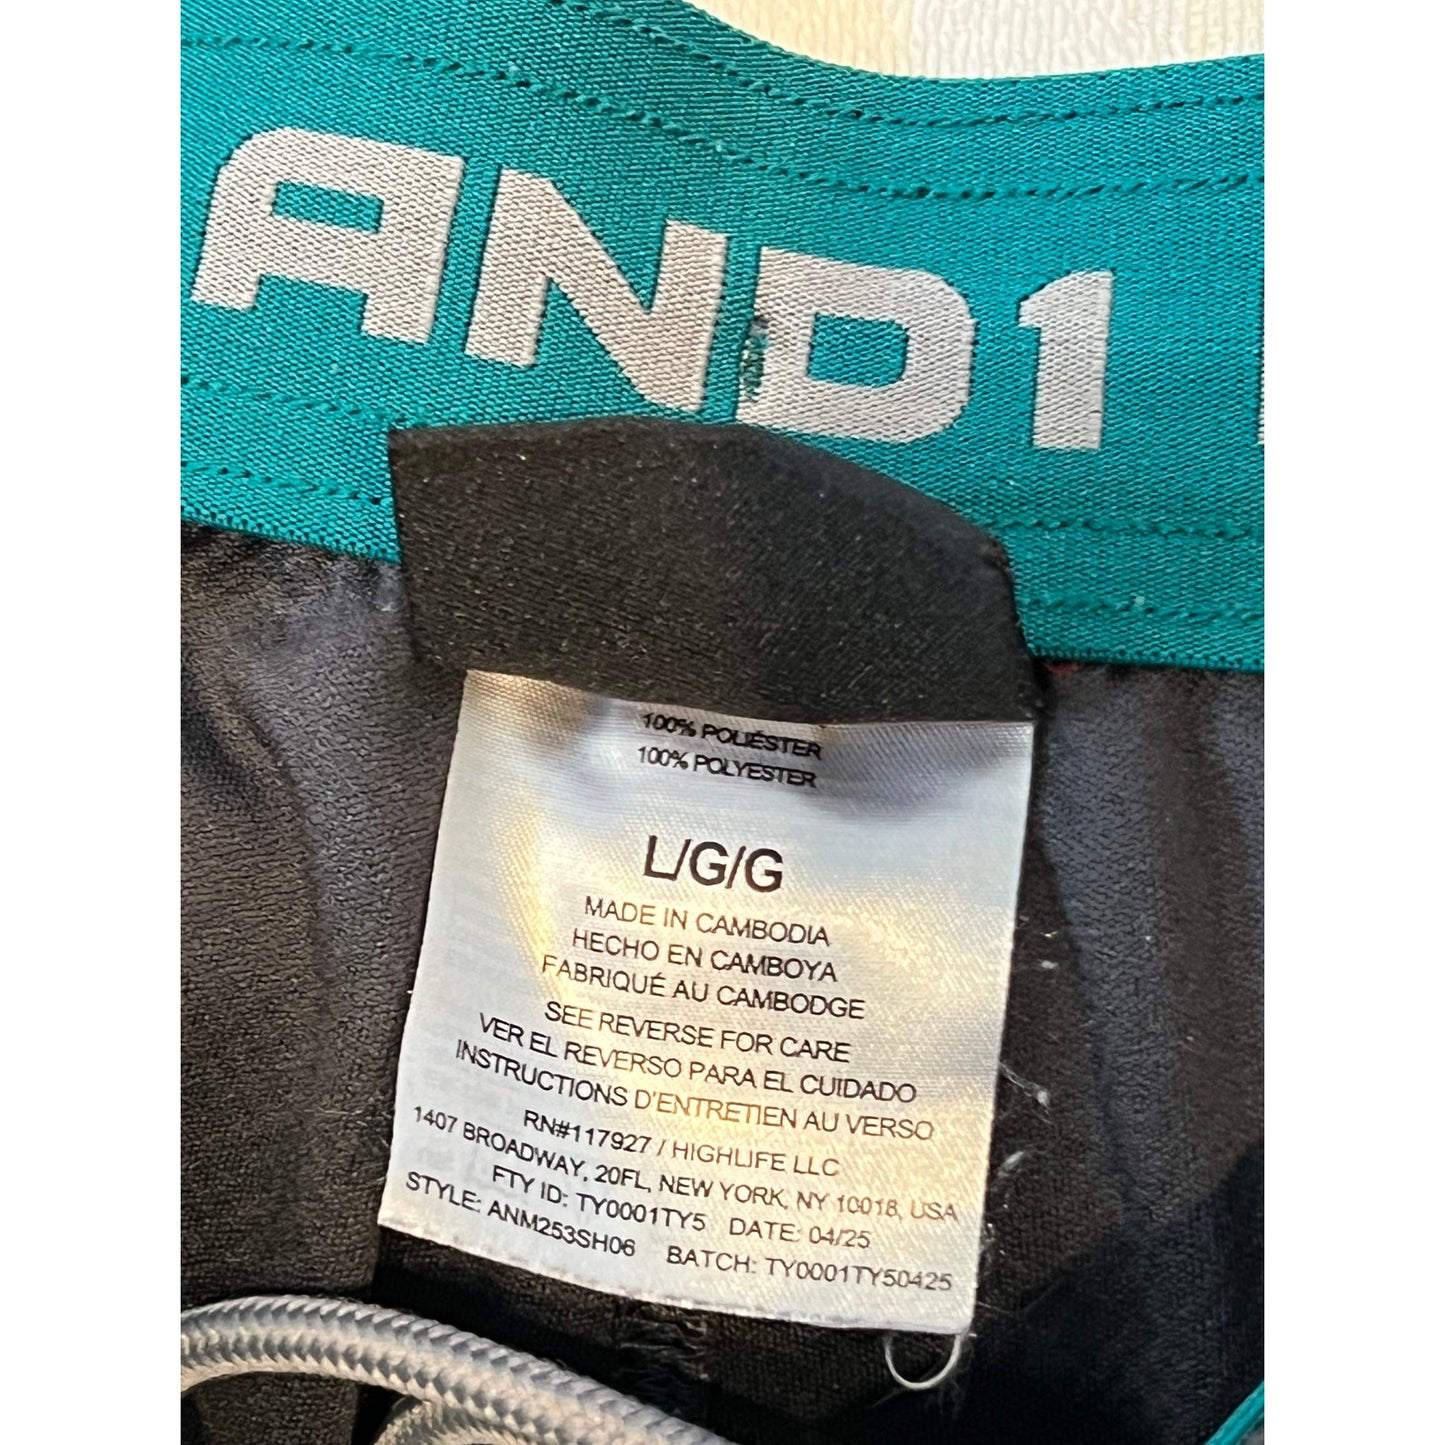 AND1
100% POLIÉSTER
100% POLYESTER
L/G/G
MADE IN CAMBODIA
HECHO EN CAMBOYA
FABRIQUÉ AU CAMBODGE
SEE REVERSE FOR CARE
VER EL REVERSO PARA EL CUIDADO
INSTRUCTIONS D'ENTRETIEN AU VERSO
RN#117927 / HIGHLIFE LLC
1407 BROADWAY, 20FL, NEW YORK, NY 10018, USA
FTY ID: TY0001TY5 DATE: 04/25
STYLE: ANM253SH06 BATCH: TY0001TY50425